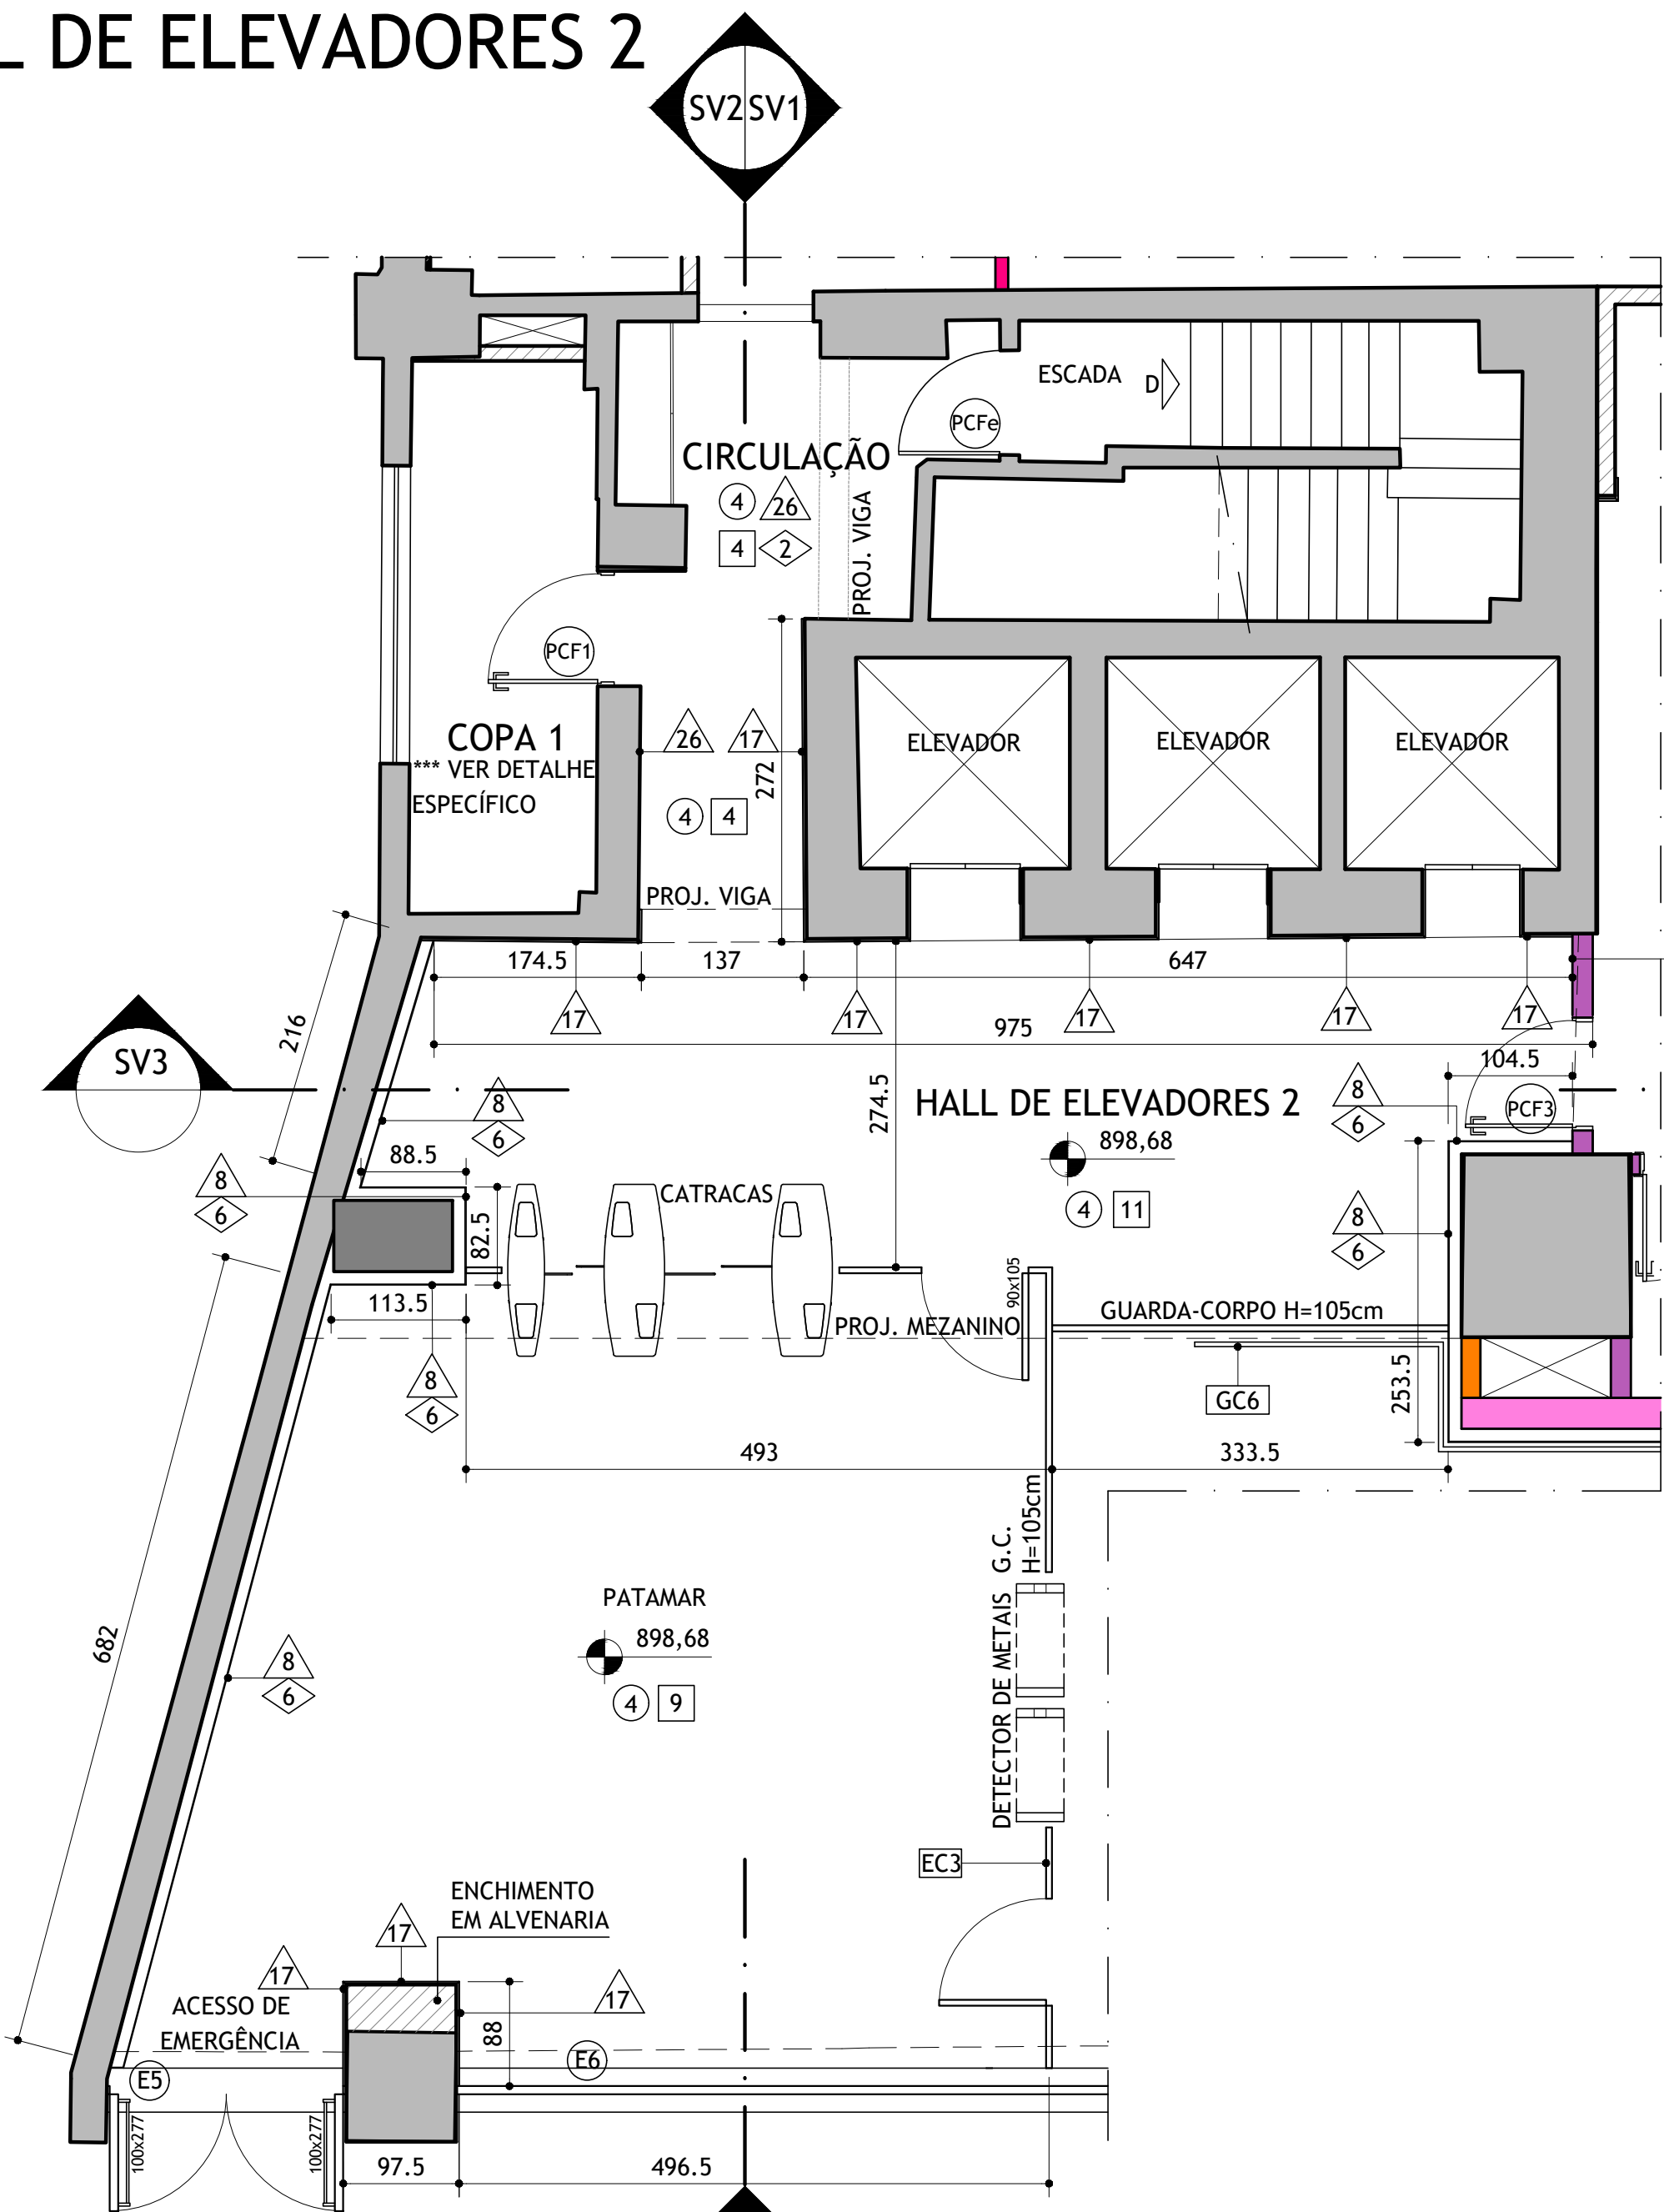 L DE ELEVADORES 2
SV2 SV1
ESCADA
D
PCFe
CIRCULAÇÃO
4 26
4 2
PROJ. VIGA
PCF1
COPA 1
*** VER DETALHE
ESPECÍFICO
26 17
272
4 4
PROJ. VIGA
ELEVADOR
ELEVADOR
ELEVADOR
174.5
137
647
17
17
17
17
17
975
216
SV3
104.5
274.5
HALL DE ELEVADORES 2
898,68
4 11
8
6
PCF3
8
6
88.5
8
6
82.5
CATRACAS
8
6
113.5
90x105
PROJ. MEZANINO
GUARDA-CORPO H=105cm
8
6
GC6
253.5
493
333.5
G.C.
H=105cm
PATAMAR
898,68
4 9
682
8
6
DETECTOR DE METAIS
EC3
ENCHIMENTO
EM ALVENARIA
17
17
17
ACESSO DE
EMERGÊNCIA
88
E5
E6
100x277
100x277
97.5
496.5